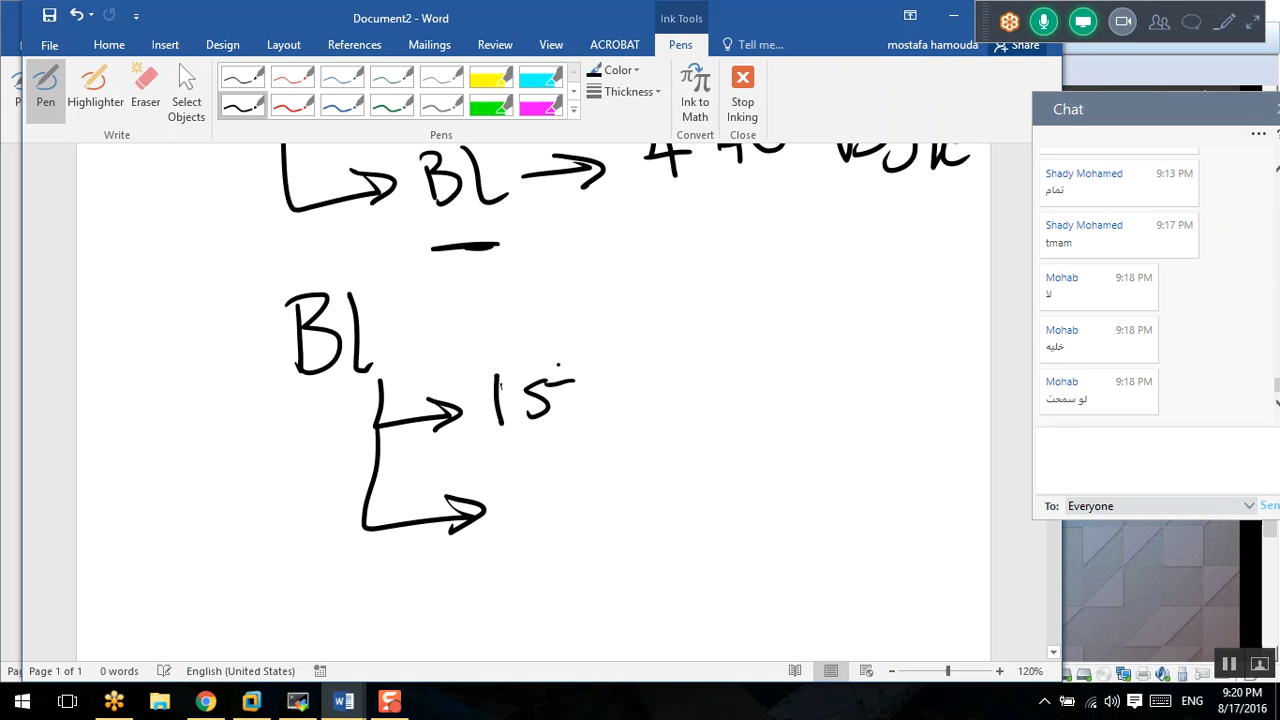 Document2 - Word
Ink Tools
File
Home
Insert
Design
Layout
References
Mailings
Review
View
ACROBAT
Pens
Tell me...
mostafa hamouda
Share
Pen
Highlighter
Eraser
Select Objects
Color
Thickness
Ink to Math
Stop Inking
Write
Pens
Convert
Close
BL
BL
1 s
Chat
Shady Mohamed 9:13 PM
تمام
Shady Mohamed 9:17 PM
tmam
Mohab 9:18 PM
لا
Mohab 9:18 PM
خليه
Mohab 9:18 PM
لو سمحت
To: Everyone
Sen
Page 1 of 1
0 words
English (United States)
120%
ENG
9:20 PM
8/17/2016